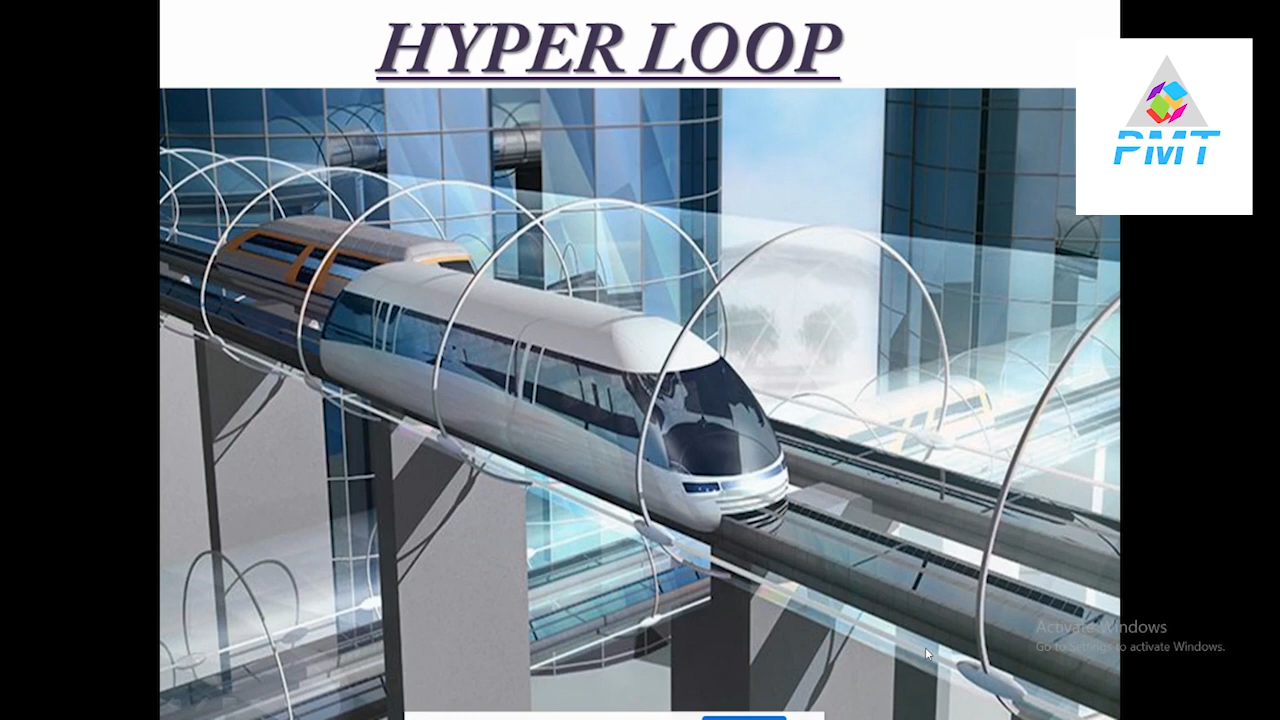 HYPER LOOP
PMT
Activate Windows
Go to Settings to activate Windows.